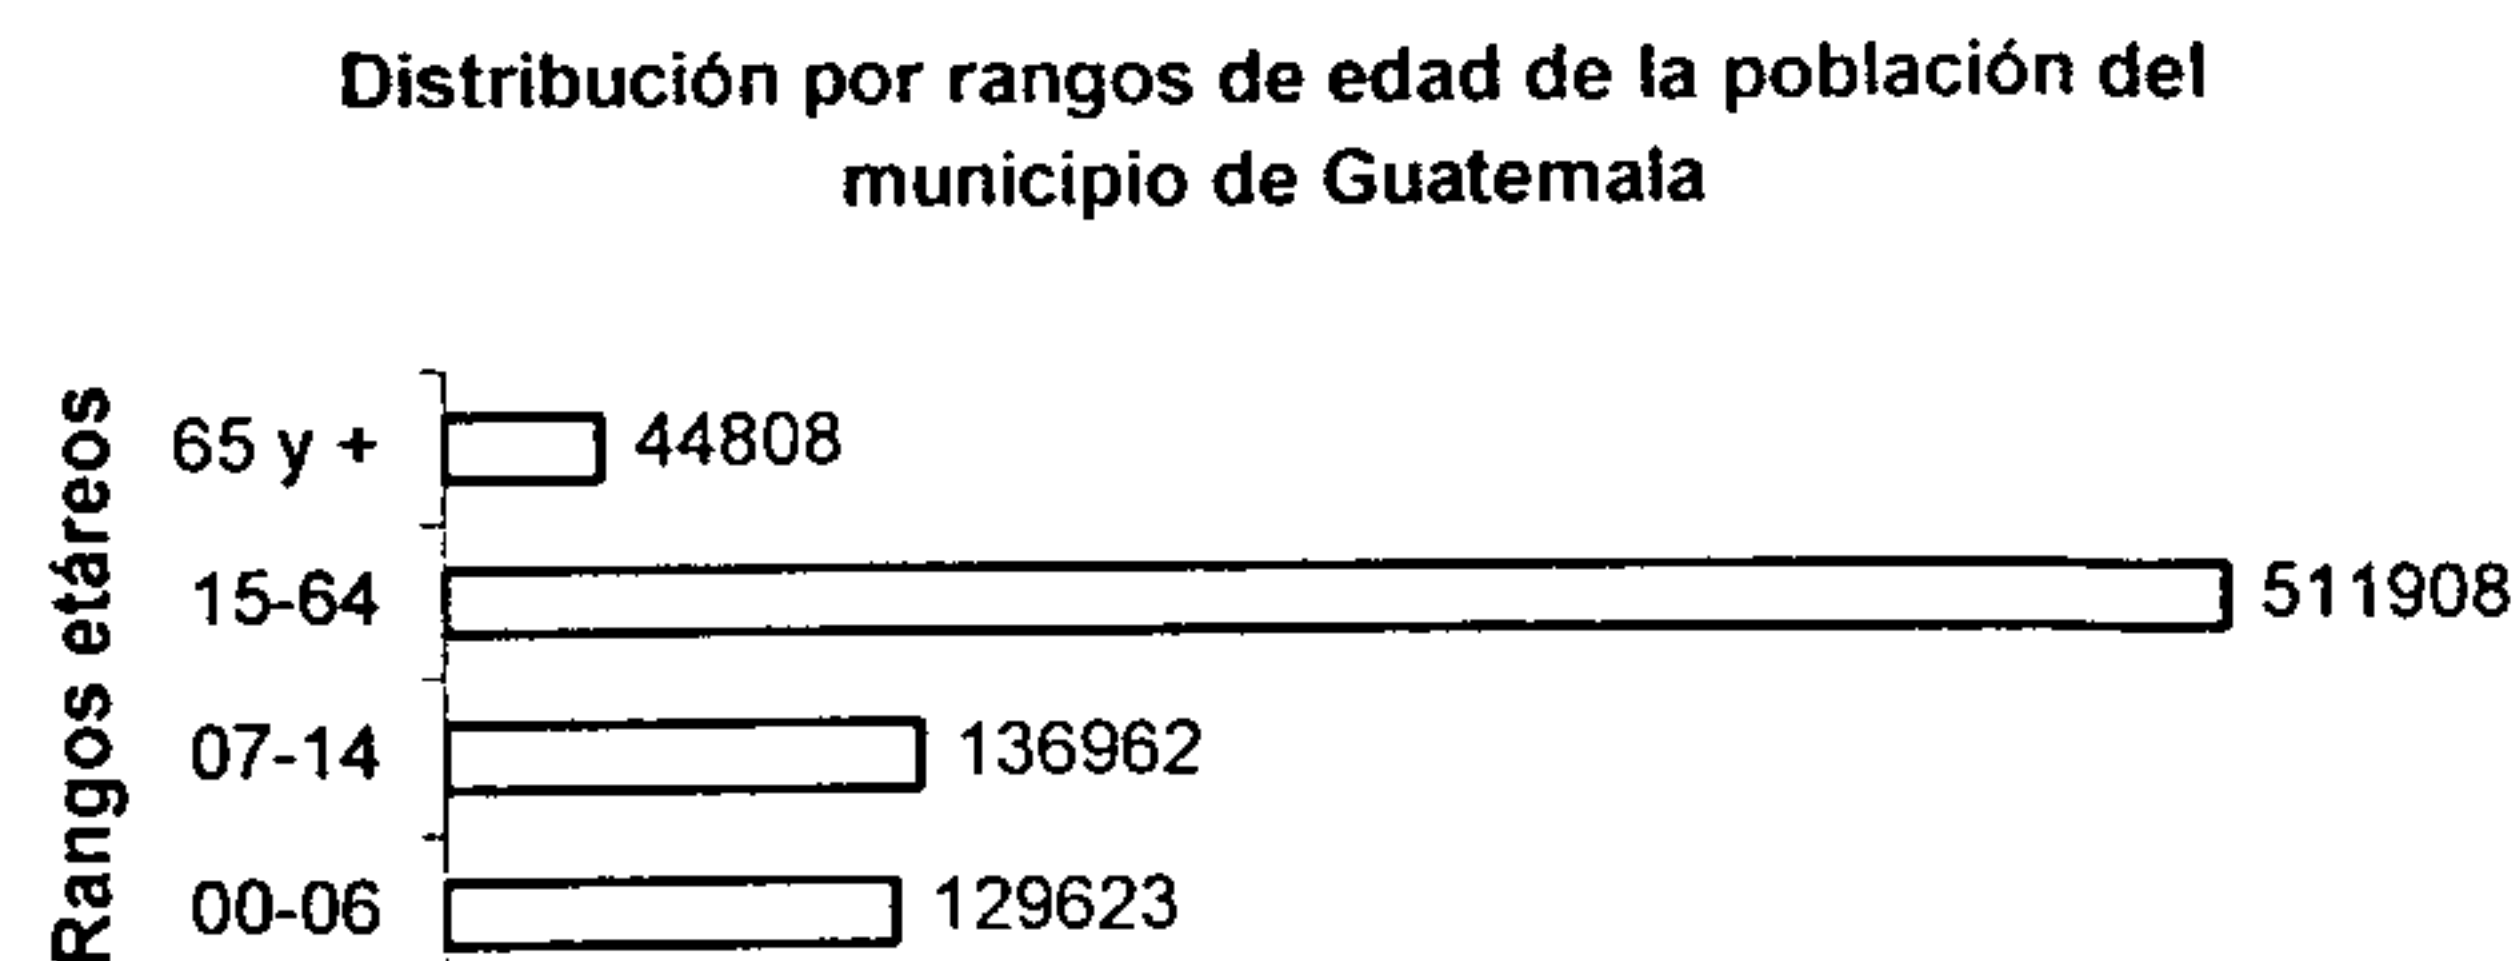 Distribución por rangos de edad de la población del
municipio de Guatemala
Rangos etáreos
65 y + 44808
15-64 511908
07-14 136962
00-06 129623